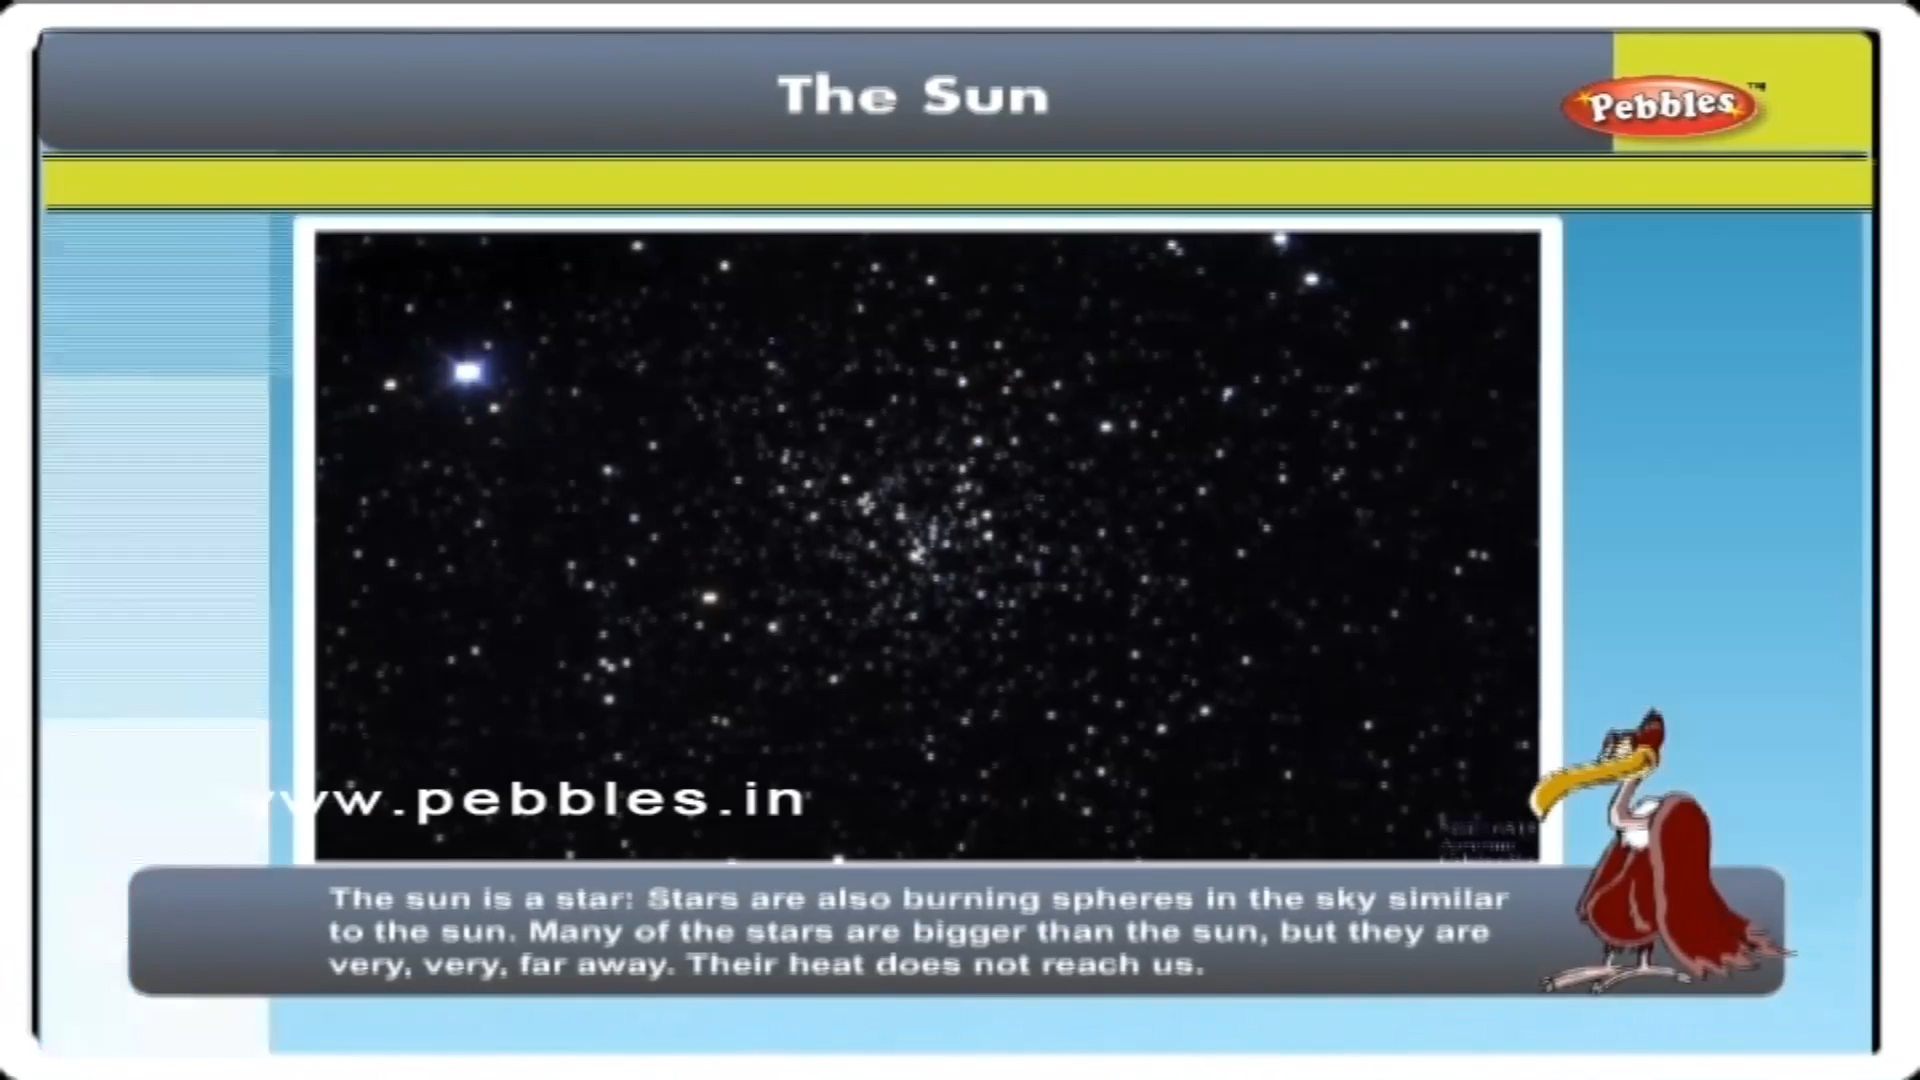 The Sun
Pebbles™
www.pebbles.in
The sun is a star: Stars are also burning spheres in the sky similar
to the sun. Many of the stars are bigger than the sun, but they are
very, very, far away. Their heat does not reach us.